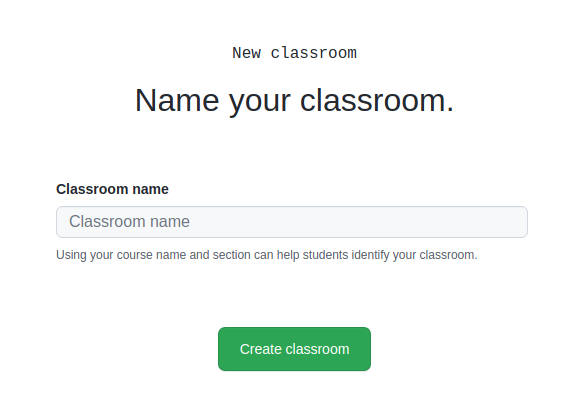 New classroom
Name your classroom.
Classroom name
Classroom name
Using your course name and section can help students identify your classroom.
Create classroom